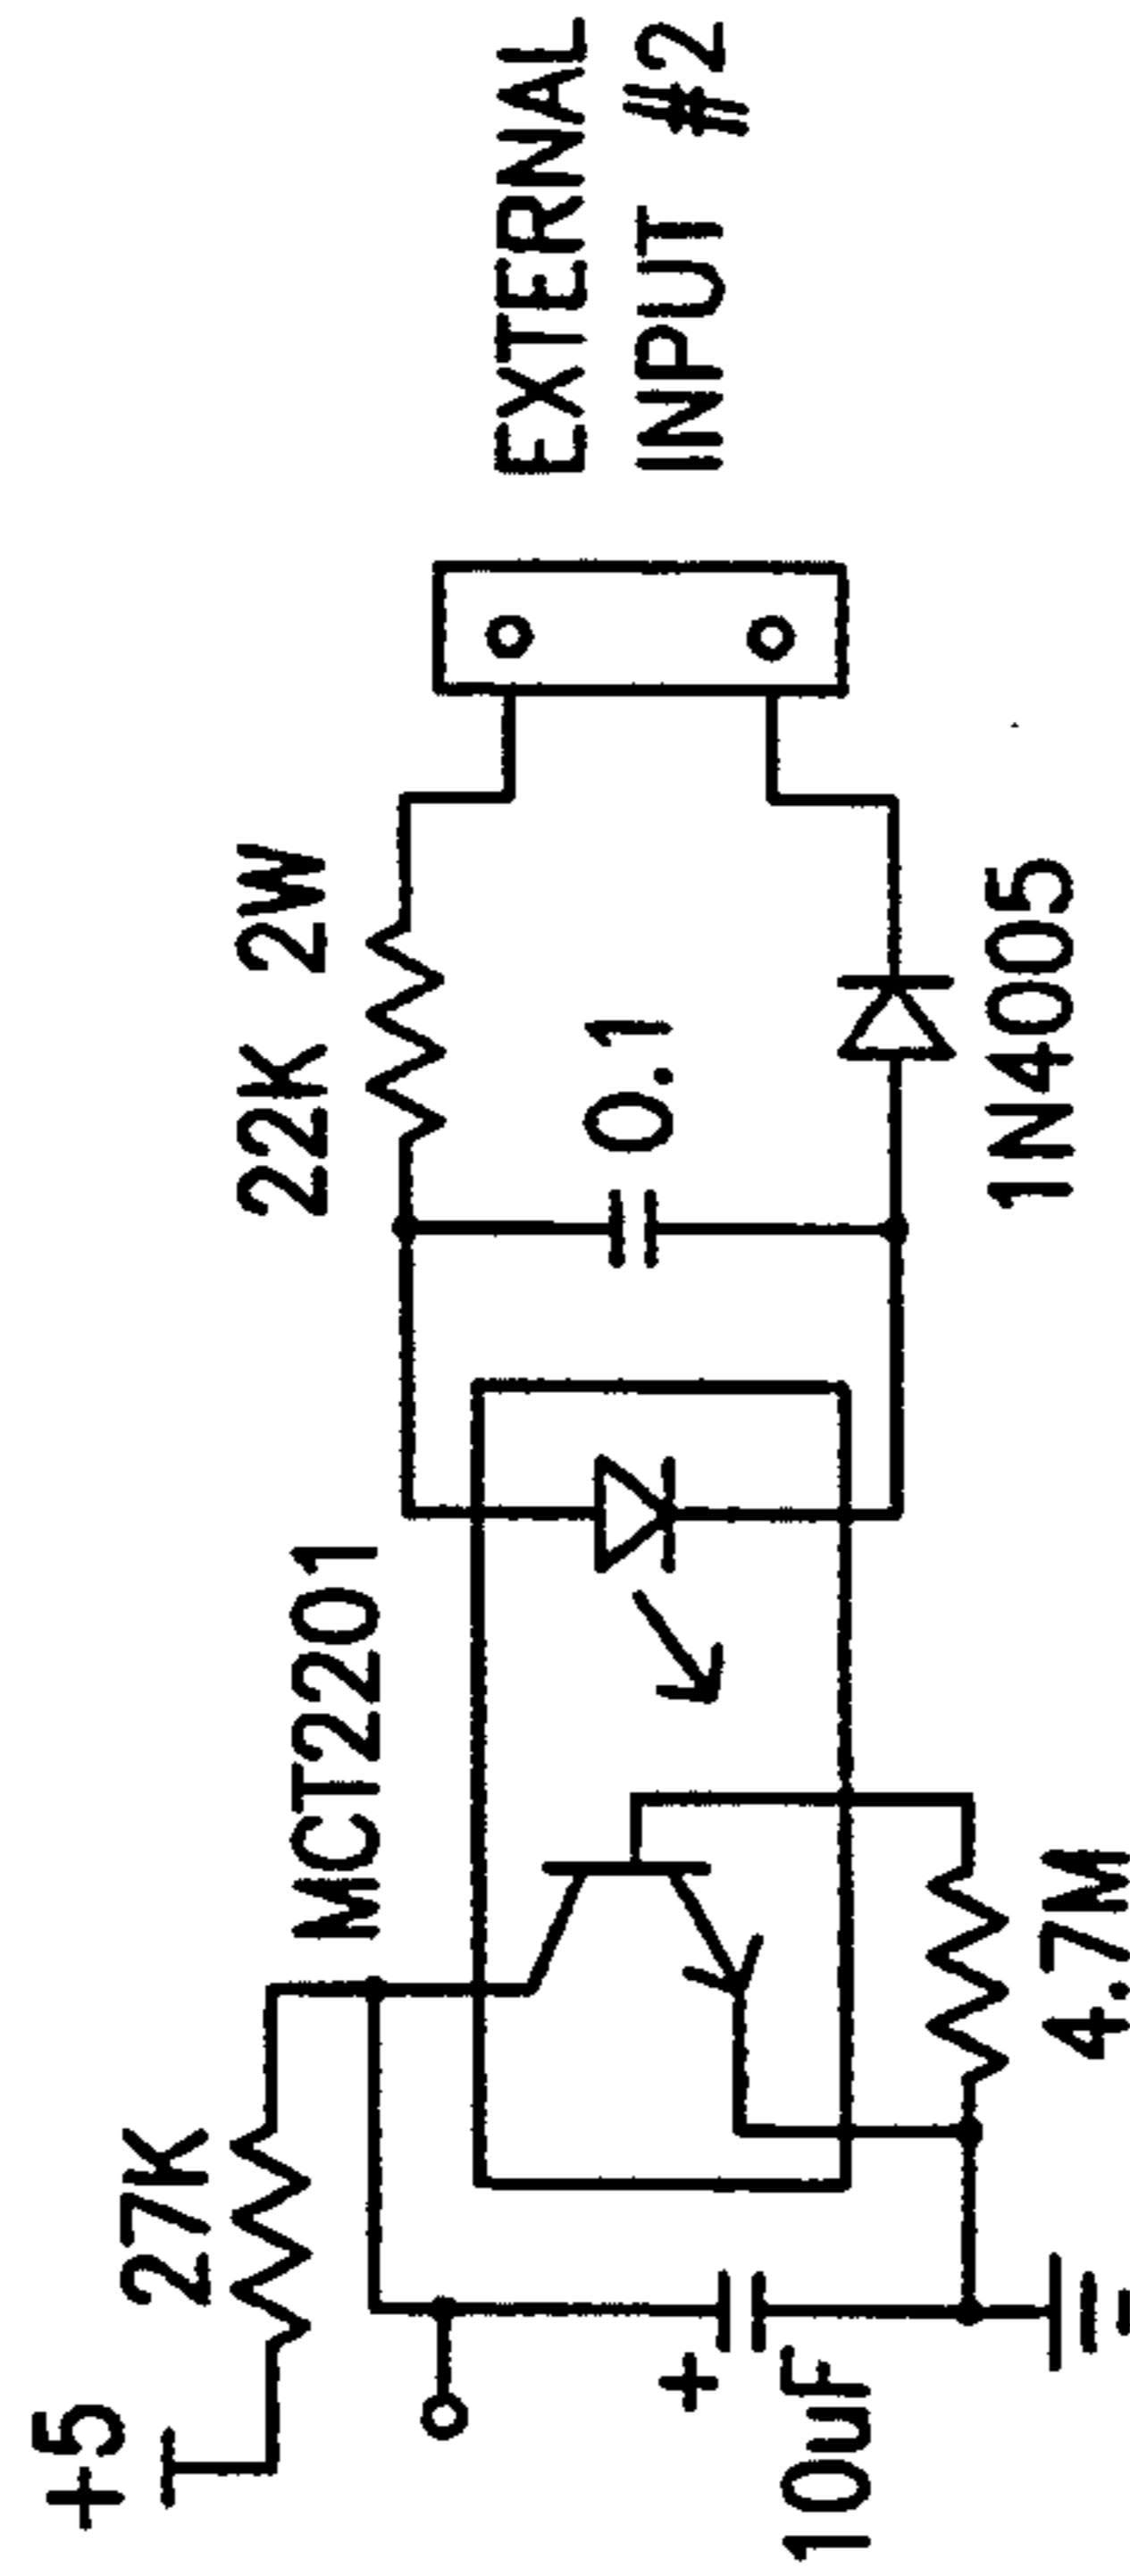 +5
27K
MCT2201
22K 2W
EXTERNAL
INPUT #2
0.1
+
10uF
4.7M
1N4005